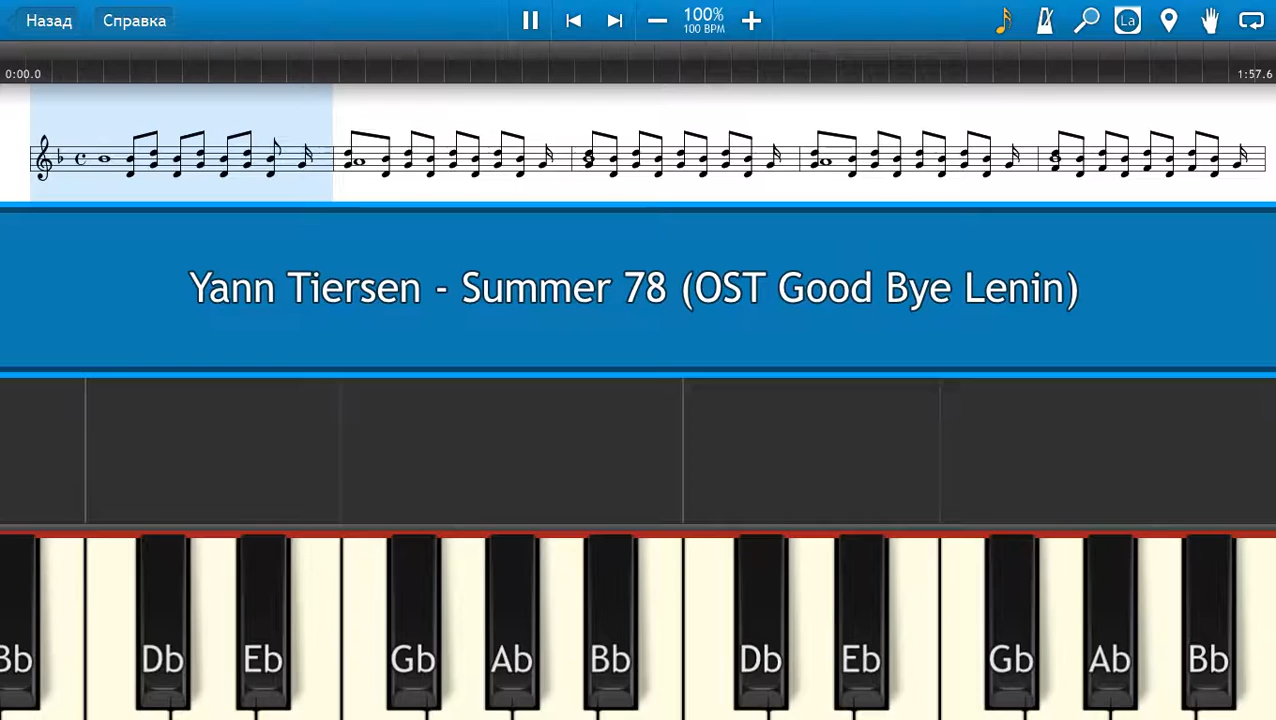 Назад Справка 100% 100 BPM La
0:00.0 1:57.6
Yann Tiersen - Summer 78 (OST Good Bye Lenin)
Bb Db Eb Gb Ab Bb Db Eb Gb Ab Bb